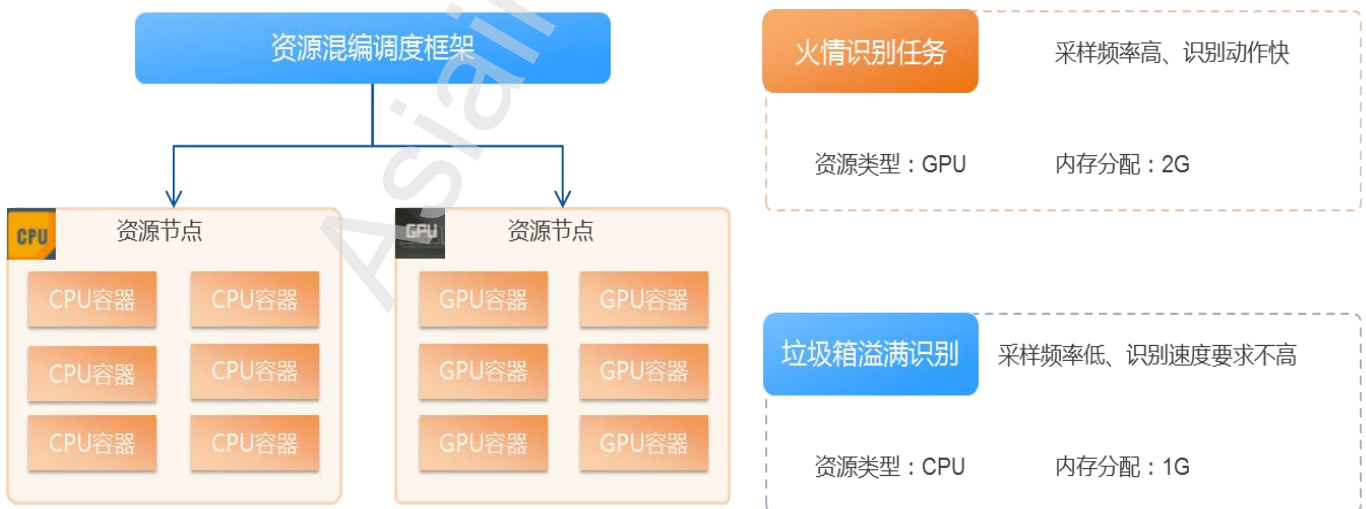 资源混编调度框架
CPU
资源节点
CPU容器 CPU容器
CPU容器 CPU容器
CPU容器 CPU容器
GPU
资源节点
GPU容器 GPU容器
GPU容器 GPU容器
GPU容器 GPU容器
火情识别任务
采样频率高、识别动作快
资源类型：GPU 内存分配：2G
垃圾箱溢满识别
采样频率低、识别速度要求不高
资源类型：CPU 内存分配：1G